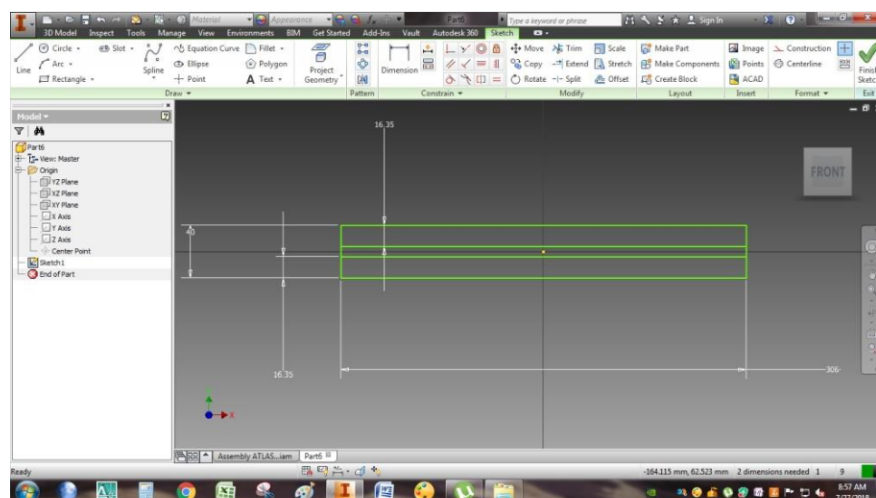 Material
Appearance
Part6
Type a keyword or phrase
Sign In
3D Model Inspect Tools Manage View Environments BIM Get Started Add-Ins Vault Autodesk 360 Sketch
Line
Circle
Arc
Rectangle
Slot
Spline
Equation Curve
Ellipse
Point
Fillet
Polygon
Text
Project Geometry
Dimension
Move
Copy
Rotate
Trim
Extend
Split
Scale
Stretch
Offset
Make Part
Make Components
Create Block
Image
Points
ACAD
Construction
Centerline
Finish
Sketch
Draw Pattern Constrain Modify Layout Insert Format Exit
Model
Part6
View: Master
Origin
YZ Plane
XZ Plane
XY Plane
X Axis
Y Axis
Z Axis
Center Point
Sketch1
End of Part
16.35
FRONT
40
16.35
306
X
Assembly ATLAS...iam Part6
Ready
-164.115 mm, 62.523 mm 2 dimensions needed 1 9
8:57 AM